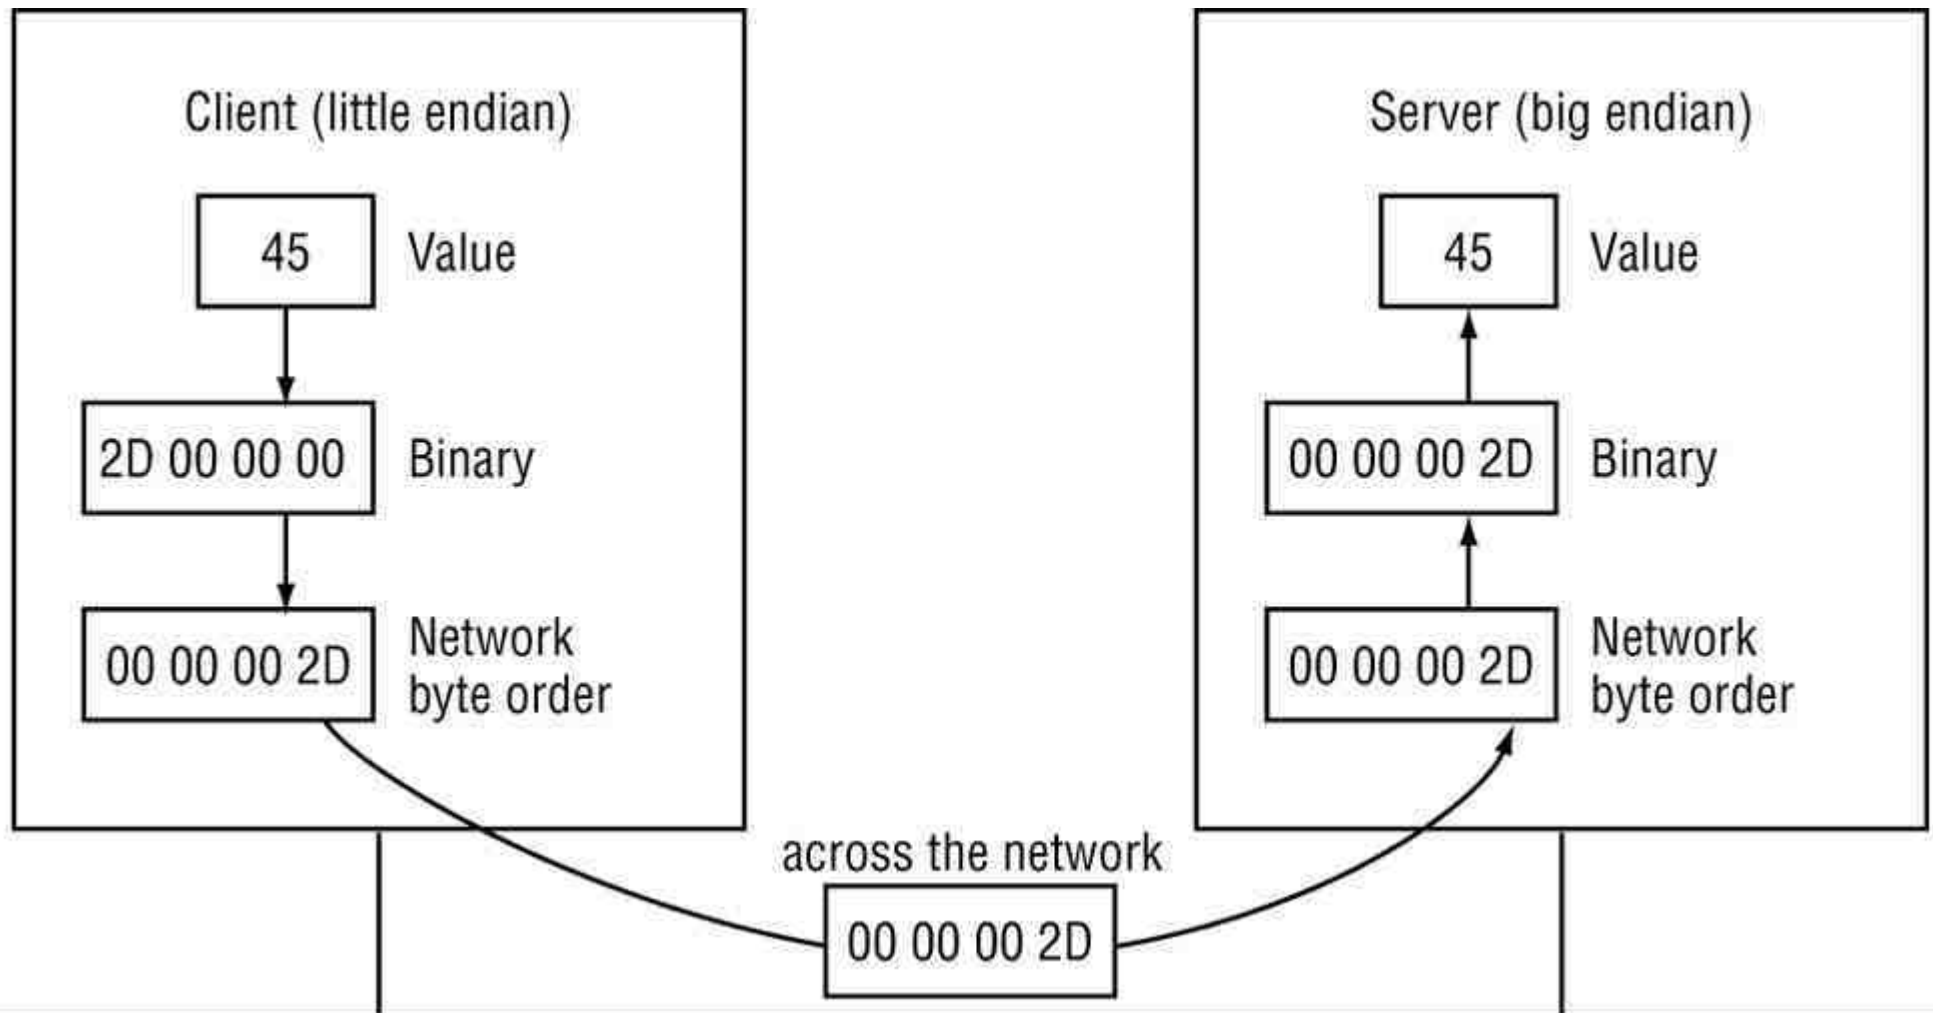 Client (little endian)
45 Value
2D 00 00 00 Binary
00 00 00 2D Network
byte order
Server (big endian)
45 Value
00 00 00 2D Binary
00 00 00 2D Network
byte order
across the network
00 00 00 2D